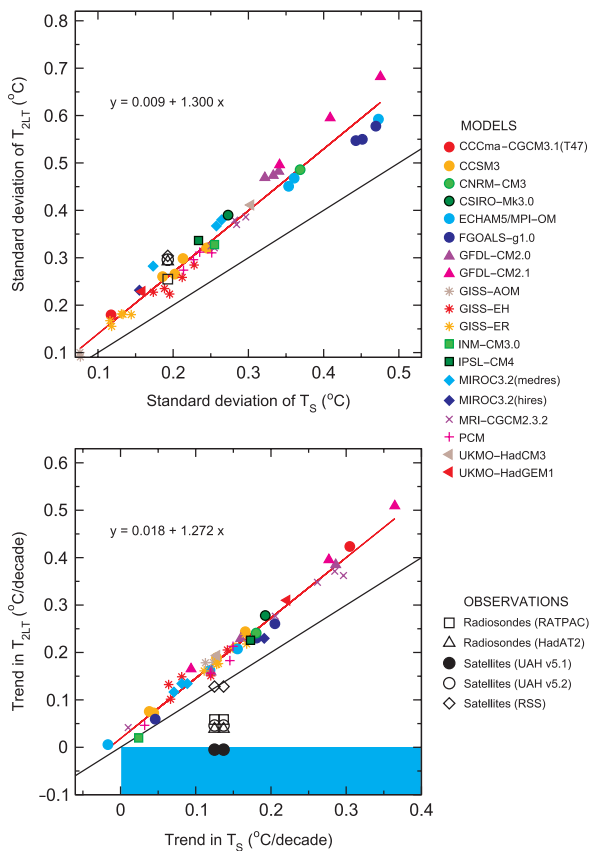 0.8
0.7
0.6
0.5
0.4
0.3
0.2
0.1
Standard deviation of T2LT (°C)
y = 0.009 + 1.300 x
0.1 0.2 0.3 0.4 0.5
Standard deviation of TS (°C)
MODELS
CCCma–CGCM3.1(T47)
CCSM3
CNRM–CM3
CSIRO–Mk3.0
ECHAM5/MPI–OM
FGOALS–g1.0
GFDL–CM2.0
GFDL–CM2.1
GISS–AOM
GISS–EH
GISS–ER
INM–CM3.0
IPSL–CM4
MIROC3.2(medres)
MIROC3.2(hires)
MRI–CGCM2.3.2
PCM
UKMO–HadCM3
UKMO–HadGEM1
0.6
0.5
0.4
0.3
0.2
0.1
0
−0.1
Trend in T2LT (°C/decade)
y = 0.018 + 1.272 x
0 0.1 0.2 0.3 0.4
Trend in TS (°C/decade)
OBSERVATIONS
Radiosondes (RATPAC)
Radiosondes (HadAT2)
Satellites (UAH v5.1)
Satellites (UAH v5.2)
Satellites (RSS)